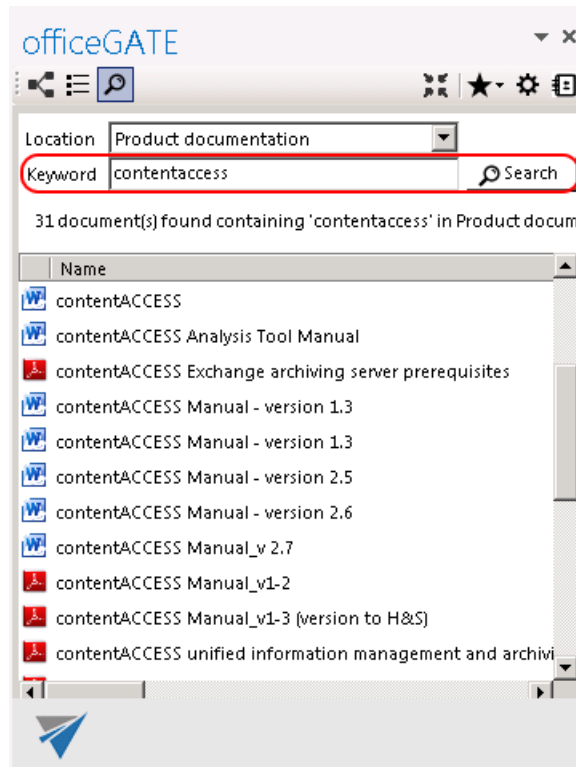 officeGATE
Location Product documentation
Keyword contentaccess Search
31 document(s) found containing 'contentaccess' in Product docum
Name
contentACCESS
contentACCESS Analysis Tool Manual
contentACCESS Exchange archiving server prerequisites
contentACCESS Manual - version 1.3
contentACCESS Manual - version 1.3
contentACCESS Manual - version 2.5
contentACCESS Manual - version 2.6
contentACCESS Manual_v 2.7
contentACCESS Manual_v1-2
contentACCESS Manual_v1-3 (version to H&S)
contentACCESS unified information management and archivi